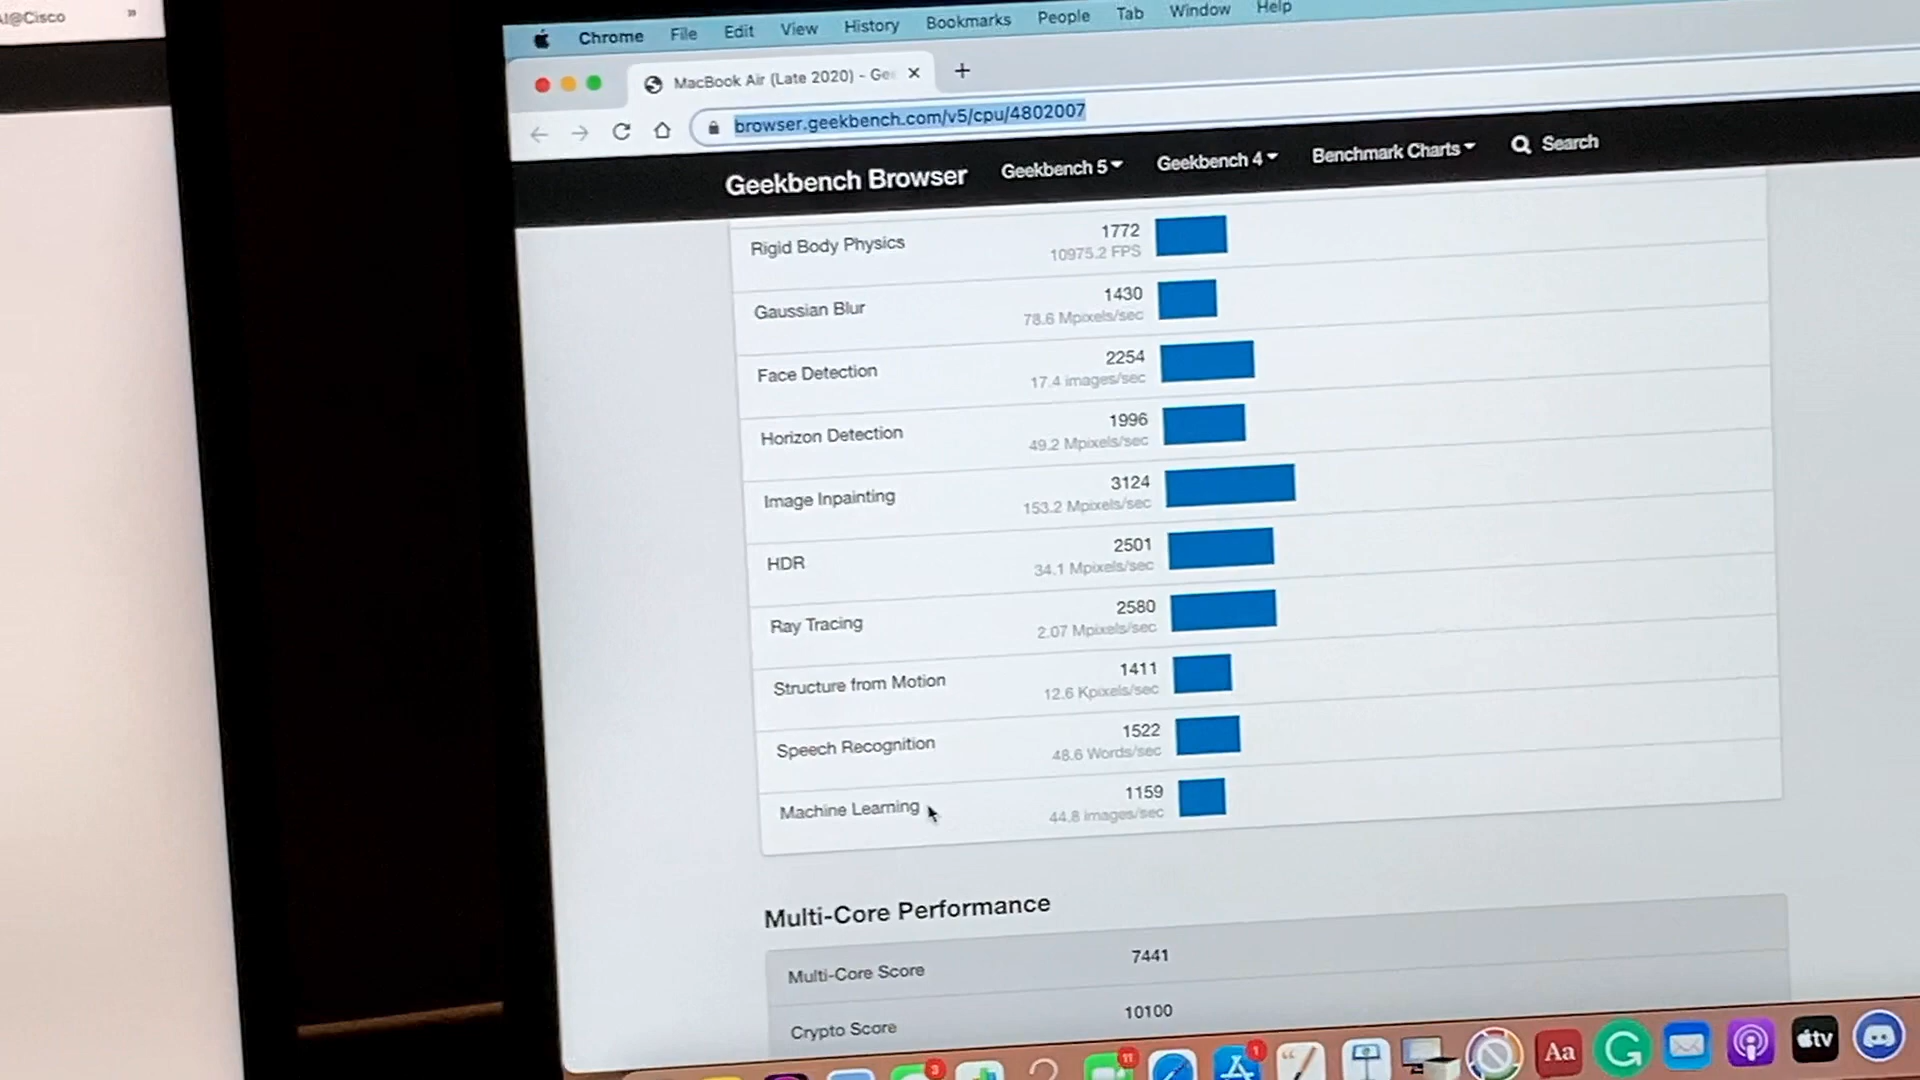 AI@Cisco »
Chrome File Edit View History Bookmarks People Tab Window Help
MacBook Air (Late 2020) - Ge
browser.geekbench.com/v5/cpu/4802007
Geekbench Browser Geekbench 5 Geekbench 4 Benchmark Charts Search
Rigid Body Physics 1772
10975.2 FPS
Gaussian Blur 1430
78.6 Mpixels/sec
Face Detection 2254
17.4 images/sec
Horizon Detection 1996
49.2 Mpixels/sec
Image Inpainting 3124
153.2 Mpixels/sec
HDR 2501
34.1 Mpixels/sec
Ray Tracing 2580
2.07 Mpixels/sec
Structure from Motion 1411
12.6 Kpixels/sec
Speech Recognition 1522
48.6 Words/sec
Machine Learning 1159
44.8 images/sec
Multi-Core Performance
Multi-Core Score 7441
Crypto Score 10100
3
11
1
Aa
G
tv